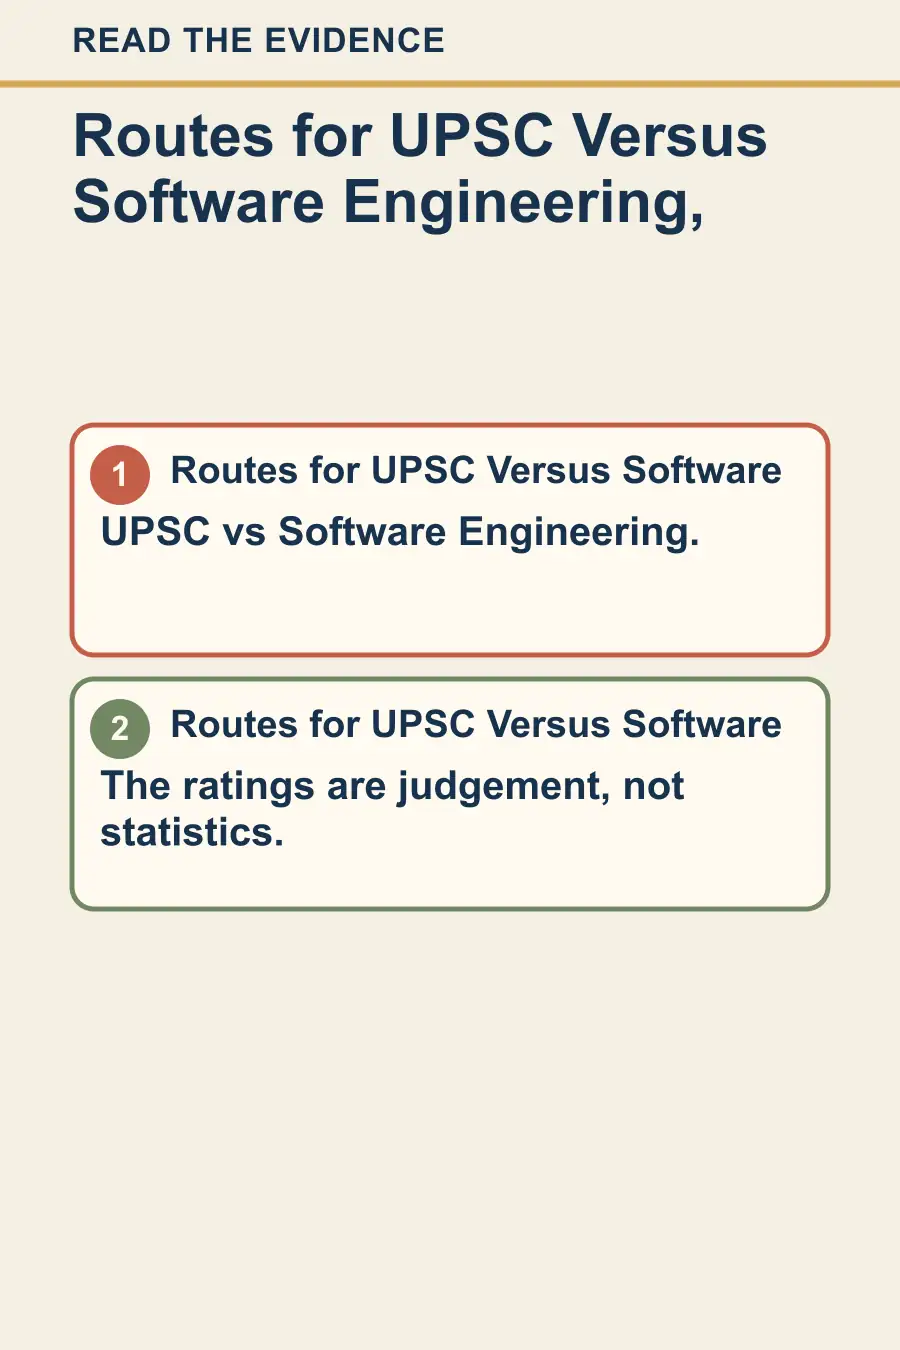 READ THE EVIDENCE
Routes for UPSC Versus
Software Engineering,
1
Routes for UPSC Versus Software
UPSC vs Software Engineering.
2
Routes for UPSC Versus Software
The ratings are judgement, not
statistics.